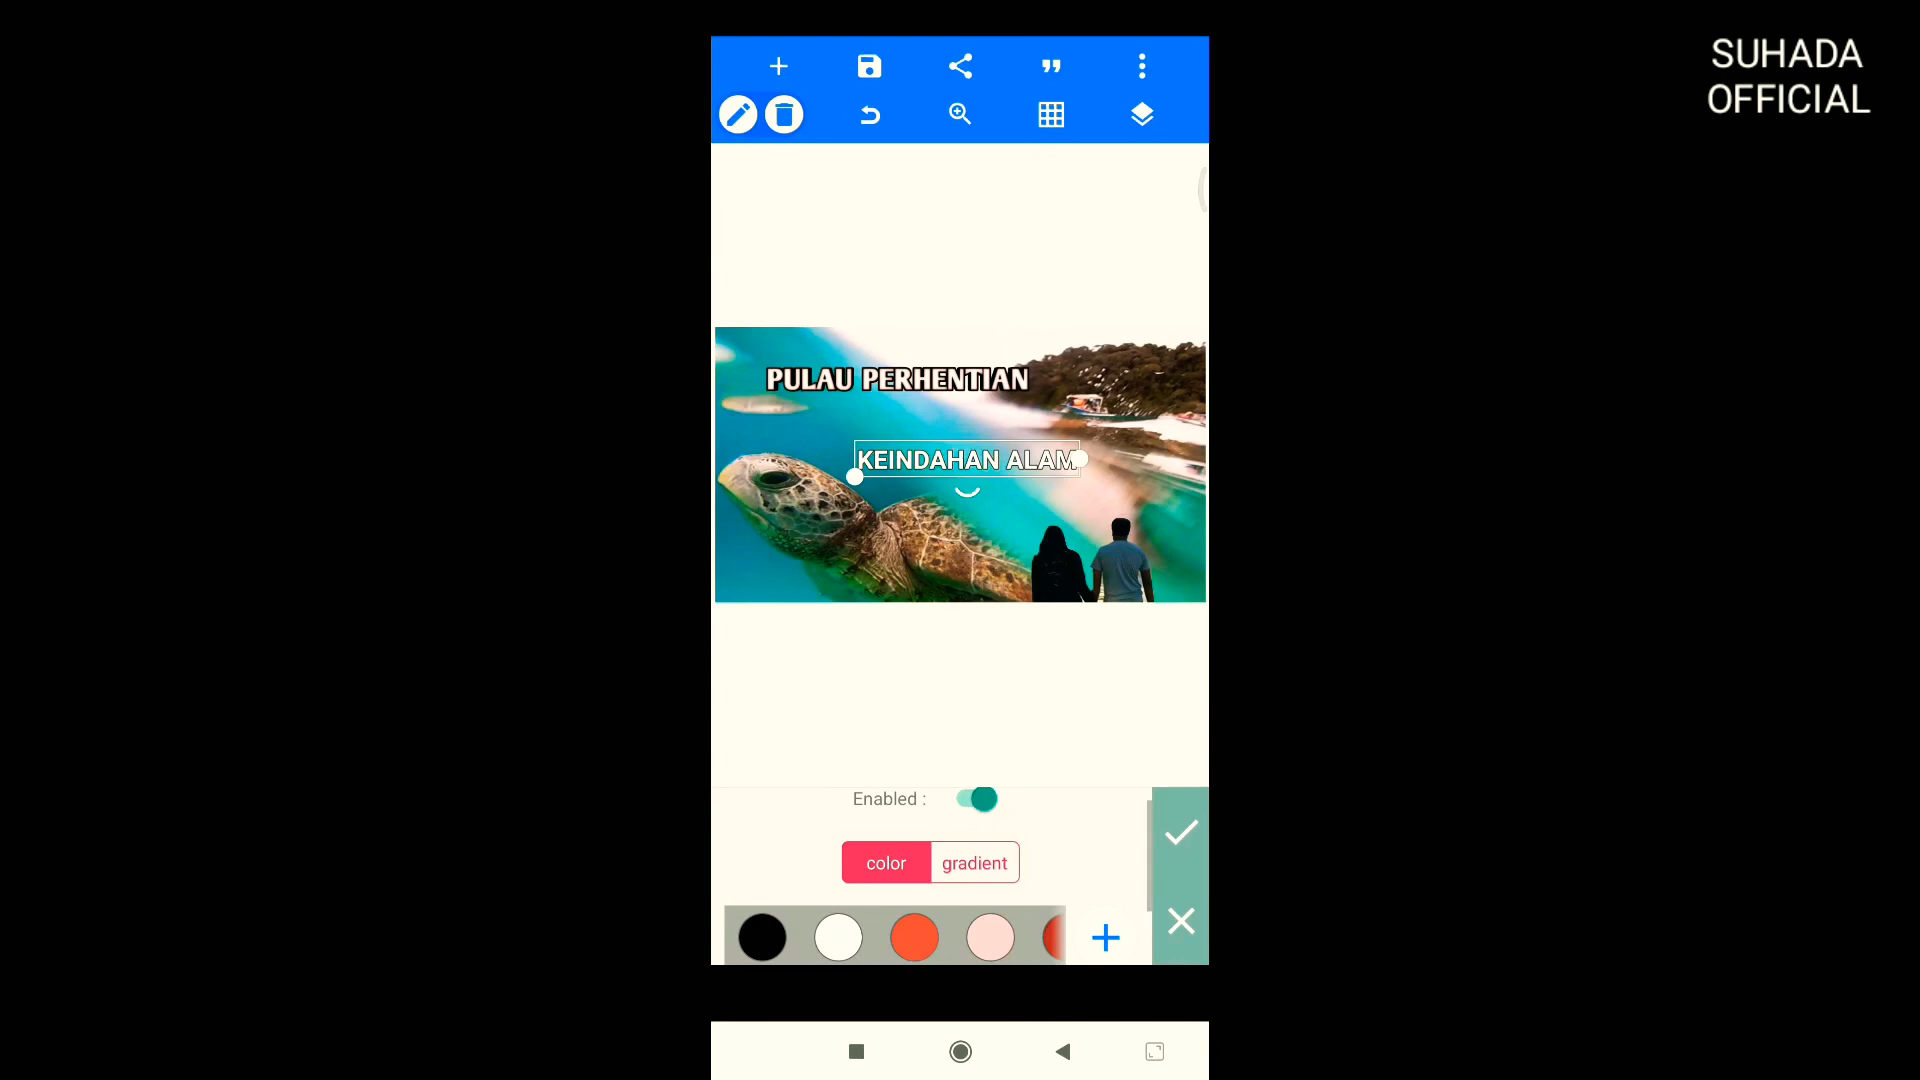 SUHADA
OFFICIAL
PULAU PERHENTIAN
KEINDAHAN ALAM
Enabled :
color
gradient